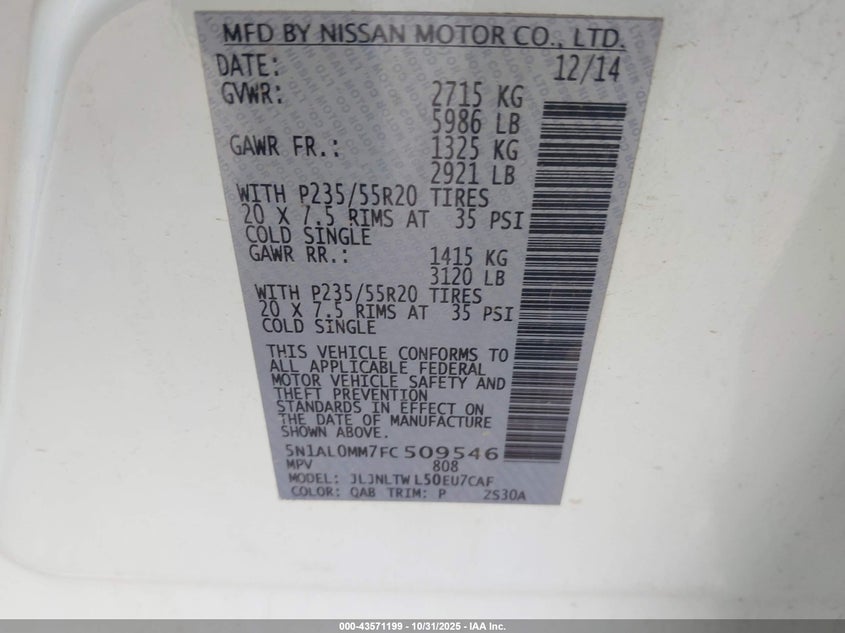 MFD BY NISSAN MOTOR CO., LTD.
DATE: 12/14
GVWR: 2715 KG
5986 LB
GAWR FR.: 1325 KG
2921 LB
WITH P235/55R20 TIRES
20 X 7.5 RIMS AT 35 PSI
COLD SINGLE
GAWR RR.: 1415 KG
3120 LB
WITH P235/55R20 TIRES
20 X 7.5 RIMS AT 35 PSI
COLD SINGLE
THIS VEHICLE CONFORMS TO
ALL APPLICABLE FEDERAL
MOTOR VEHICLE SAFETY AND
THEFT PREVENTION
STANDARDS IN EFFECT ON
THE DATE OF MANUFACTURE
SHOWN ABOVE.
5N1AL0MM7FC509546
MPV 808
MODEL: JLJNLTWL50EU7CAF
COLOR: QAB TRIM: P ZS30A
000-43571199 - 10/31/2025 - IAA Inc.